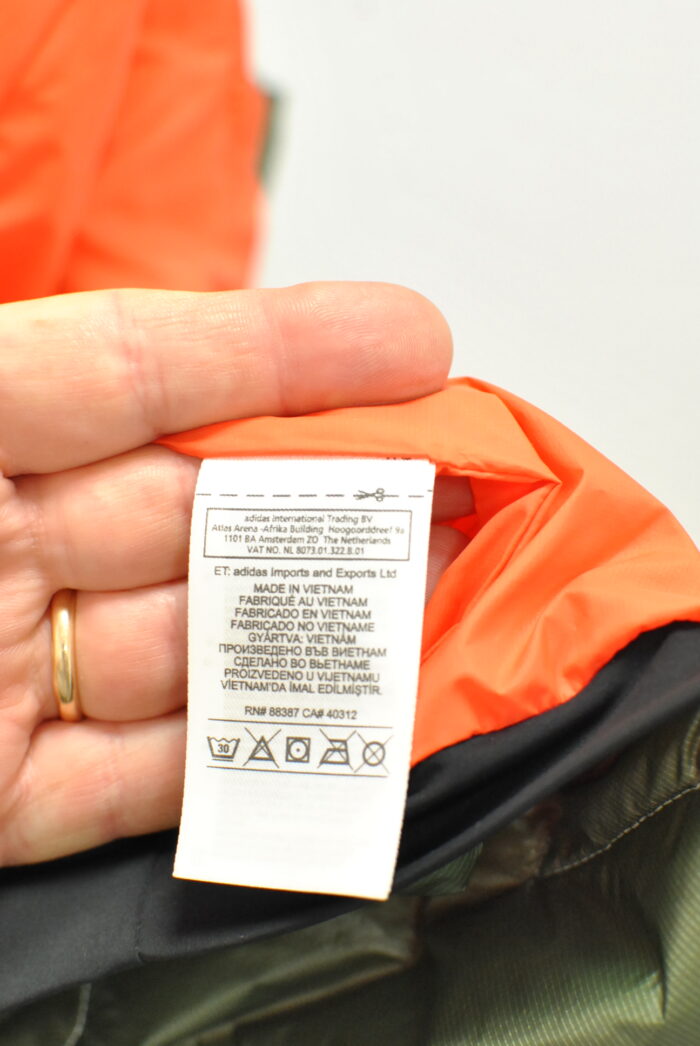 adidas International Trading BV
Atlas Arena -Afrika Building Hoogoorddreef 9a
1101 BA Amsterdam ZO The Netherlands
VAT NO. NL 8073.01.322.B.01
ET: adidas Imports and Exports Ltd
MADE IN VIETNAM
FABRIQUÉ AU VIETNAM
FABRICADO EN VIETNAM
FABRICADO NO VIETNAME
GYÁRTVA: VIETNÁM
ПРОИЗВЕДЕНО ВЪВ ВИЕТНАМ
СДЕЛАНО ВО ВЬЕТНАМЕ
PROIZVEDENO U VIJETNAMU
VİETNAM'DA İMAL EDİLMİŞTİR.
RN# 88387 CA# 40312
30